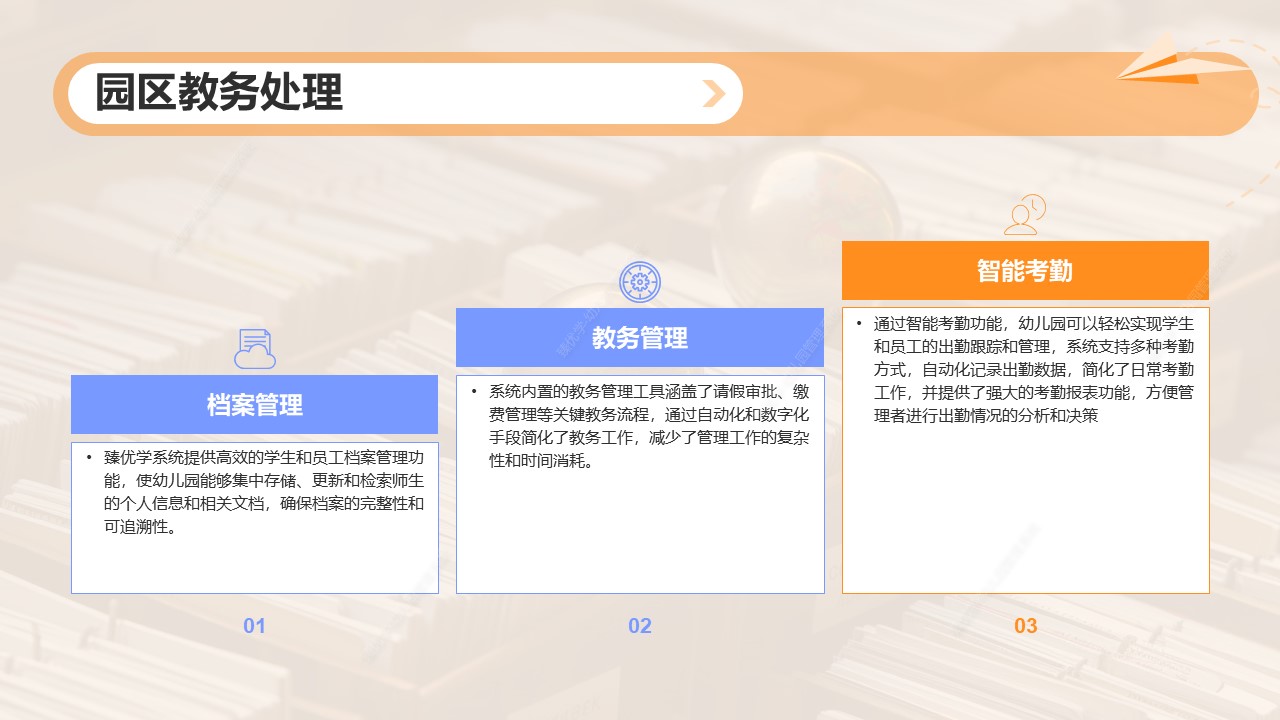 园区教务处理
档案管理
• 臻优学系统提供高效的学生和员工档案管理功
能，使幼儿园能够集中存储、更新和检索师生
的个人信息和相关文档，确保档案的完整性和
可追溯性。
01
教务管理
• 系统内置的教务管理工具涵盖了请假审批、缴
费管理等关键教务流程，通过自动化和数字化
手段简化了教务工作，减少了管理工作的复杂
性和时间消耗。
02
智能考勤
• 通过智能考勤功能，幼儿园可以轻松实现学生
和员工的出勤跟踪和管理，系统支持多种考勤
方式，自动化记录出勤数据，简化了日常考勤
工作，并提供了强大的考勤报表功能，方便管
理者进行出勤情况的分析和决策
03